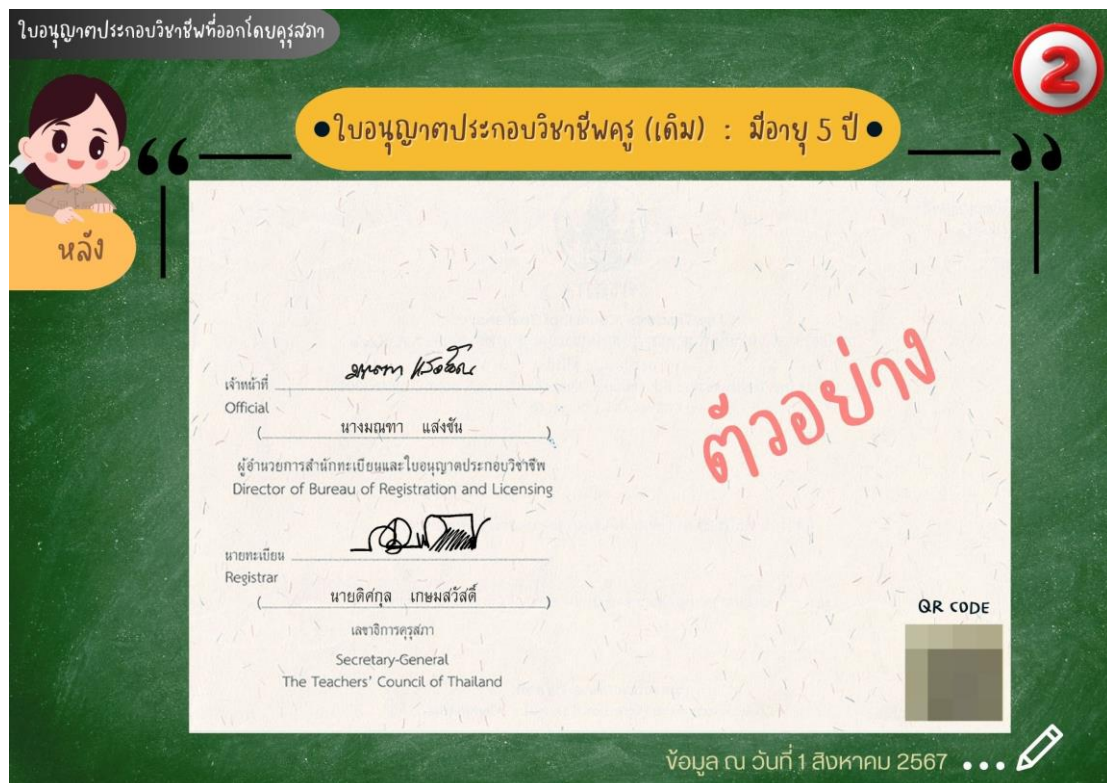 ใบอนุญาตประกอบวิชาชีพที่ออกโดยคุรุสภา
2
ใบอนุญาตประกอบวิชาชีพครู (เดิม) : มีอายุ 5 ปี
หลัง
ตัวอย่าง
เจ้าหน้าที่
Official
( นางมณฑา แสงชัน )
ผู้อำนวยการสำนักทะเบียนและใบอนุญาตประกอบวิชาชีพ
Director of Bureau of Registration and Licensing
นายทะเบียน
Registrar
( นายดิศกุล เกษมสวัสดิ์ )
เลขาธิการคุรุสภา
Secretary-General
The Teachers' Council of Thailand
QR CODE
ข้อมูล ณ วันที่ 1 สิงหาคม 2567